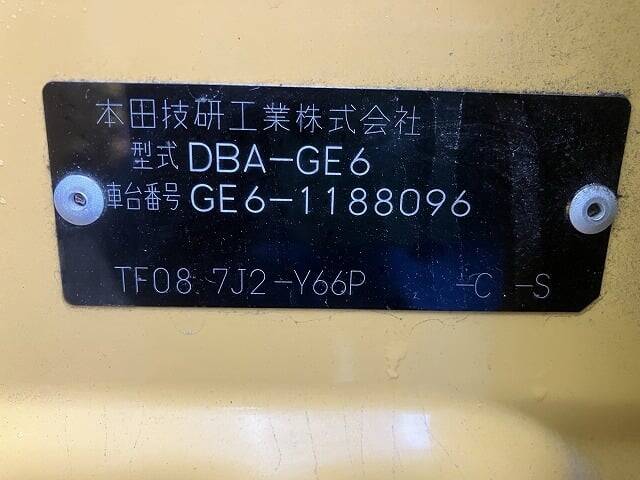 本田技研工業株式会社
型式 DBA-GE6
車台番号 GE6-1188096
TF08 7J2-Y66P -C -S